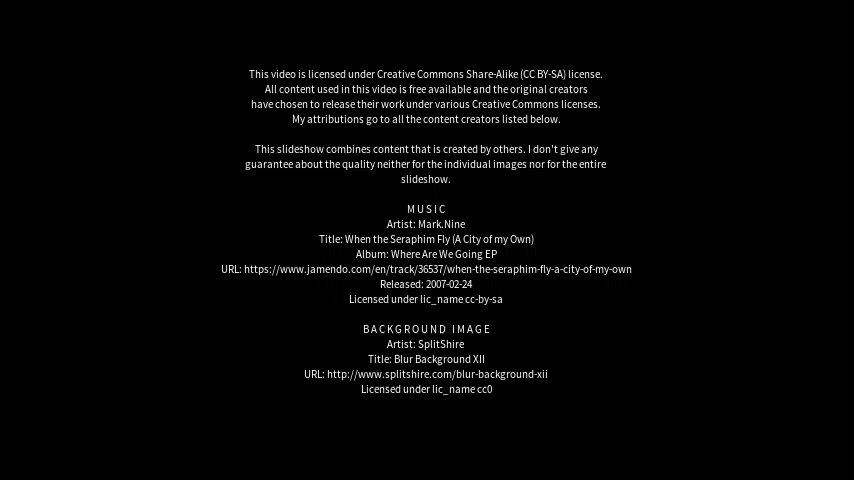 This video is licensed under Creative Commons Share-Alike (CC BY-SA) license.
All content used in this video is free available and the original creators
have chosen to release their work under various Creative Commons licenses.
My attributions go to all the content creators listed below.
This slideshow combines content that is created by others. I don't give any
guarantee about the quality neither for the individual images nor for the entire
slideshow.
MUSIC
Artist: Mark.Nine
Title: When the Seraphim Fly (A City of my Own)
Album: Where Are We Going EP
URL: https://www.jamendo.com/en/track/36537/when-the-seraphim-fly-a-city-of-my-own
Released: 2007-02-24
Licensed under lic_name cc-by-sa
BACKGROUND IMAGE
Artist: SplitShire
Title: Blur Background XII
URL: http://www.splitshire.com/blur-background-xii
Licensed under lic_name cc0